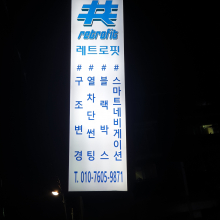 retrofit
레트로핏
#구조변경
#열차단썬팅
#블랙박스
#스마트네비게이션
T. 010-7605-9871